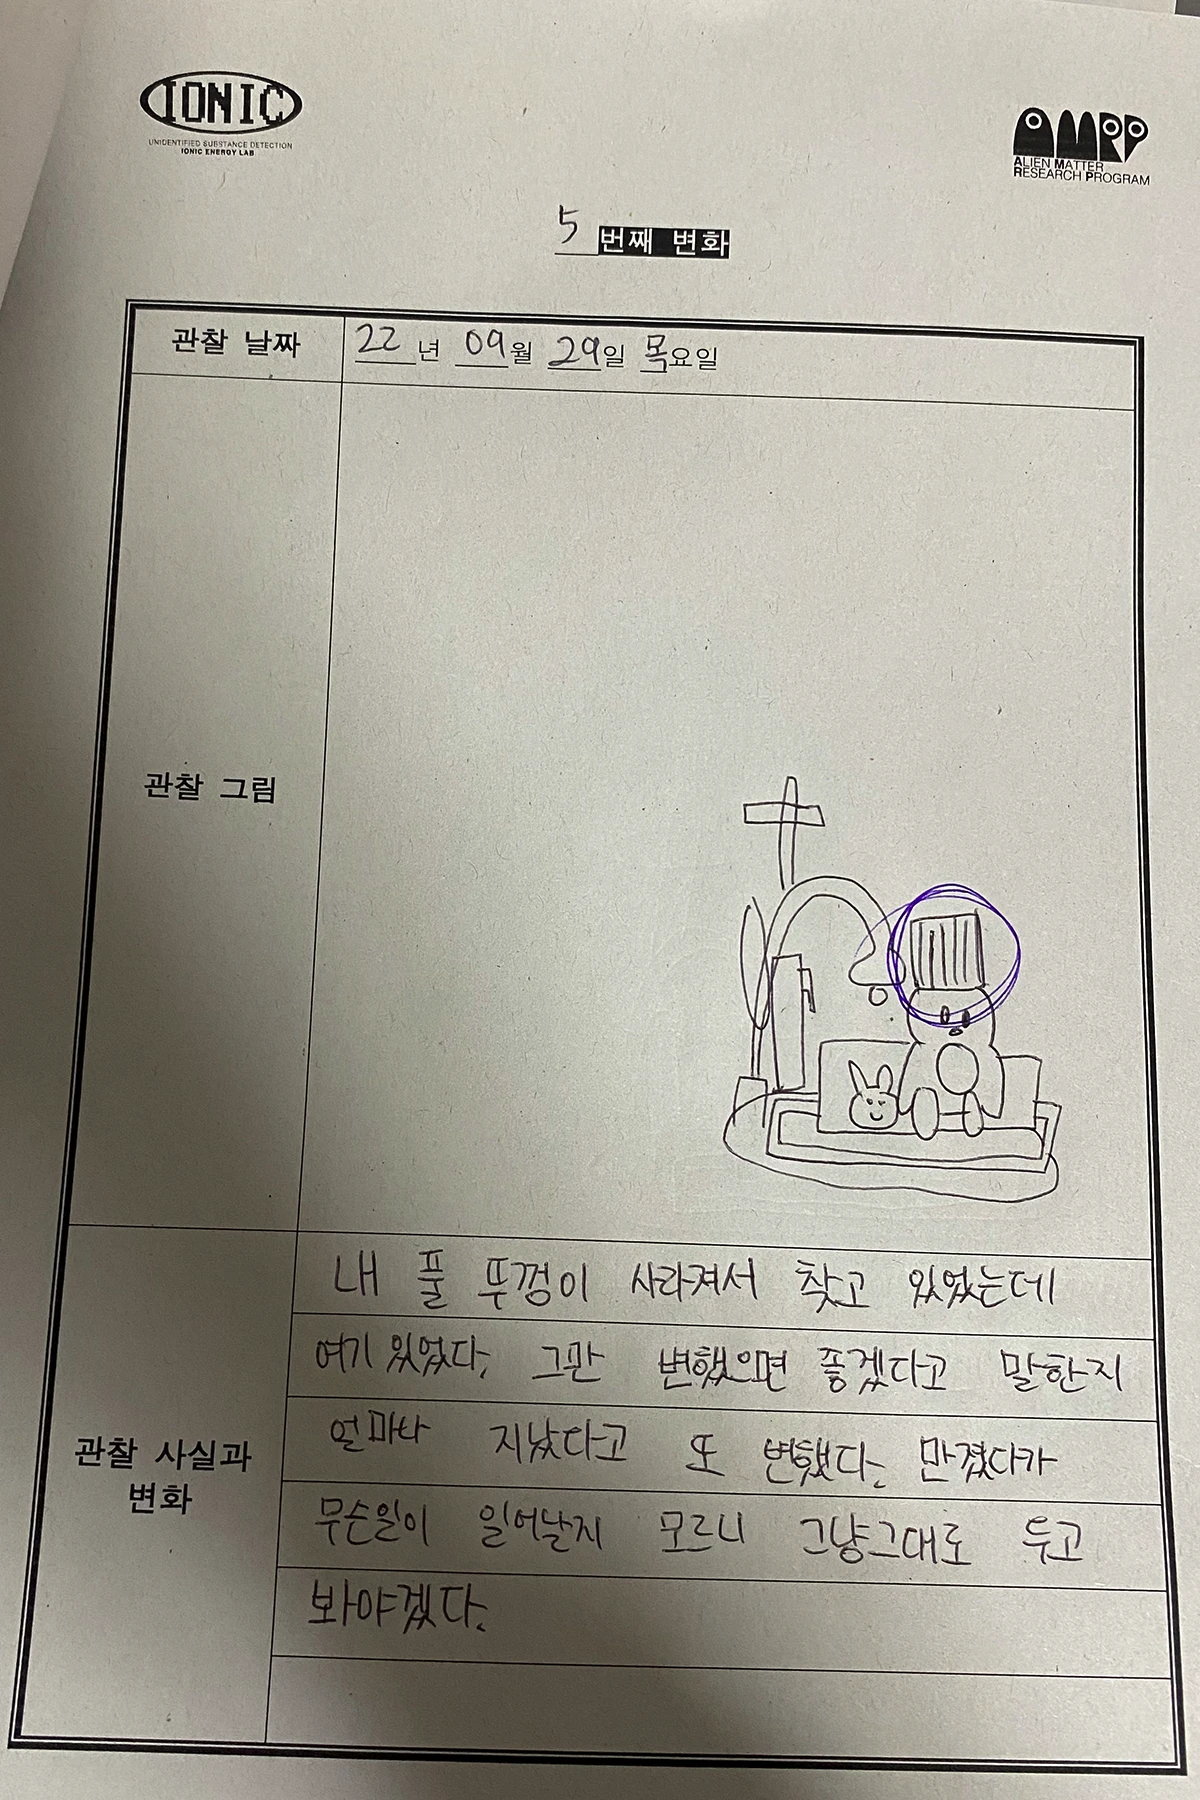 IONIC
UNIDENTIFIED SUBSTANCE DETECTION
IONIC ENERGY LAB
AMRP
ALIEN MATTER
RESEARCH PROGRAM
5 번째 변화
관찰 날짜
22 년 09월 29일 목요일
관찰 그림
관찰 사실과
변화
내 풀 뚜껑이 사라져서 찾고 있었는데
여기 있었다. 그만 변했으면 좋겠다고 말한지
얼마나 지났다고 또 변했다. 만졌다가
무슨일이 일어날지 모르니 그냥그대로 두고
봐야겠다.